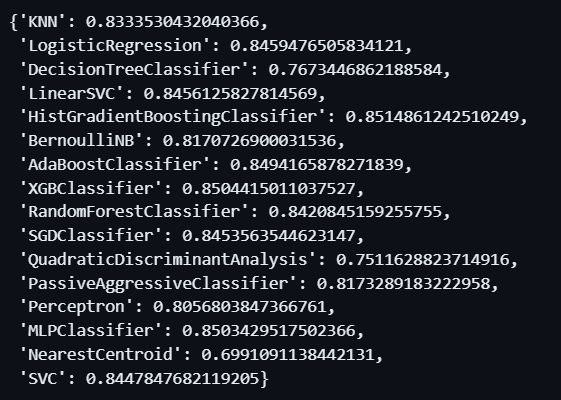 {'KNN': 0.8333530432040366,
 'LogisticRegression': 0.8459476505834121,
 'DecisionTreeClassifier': 0.7673446862188584,
 'LinearSVC': 0.8456125827814569,
 'HistGradientBoostingClassifier': 0.8514861242510249,
 'BernoulliNB': 0.8170726900031536,
 'AdaBoostClassifier': 0.8494165878271839,
 'XGBClassifier': 0.8504415011037527,
 'RandomForestClassifier': 0.8420845159255755,
 'SGDClassifier': 0.8453563544623147,
 'QuadraticDiscriminantAnalysis': 0.7511628823714916,
 'PassiveAggressiveClassifier': 0.8173289183222958,
 'Perceptron': 0.8056803847366761,
 'MLPClassifier': 0.8503429517502366,
 'NearestCentroid': 0.6991091138442131,
 'SVC': 0.8447847682119205}